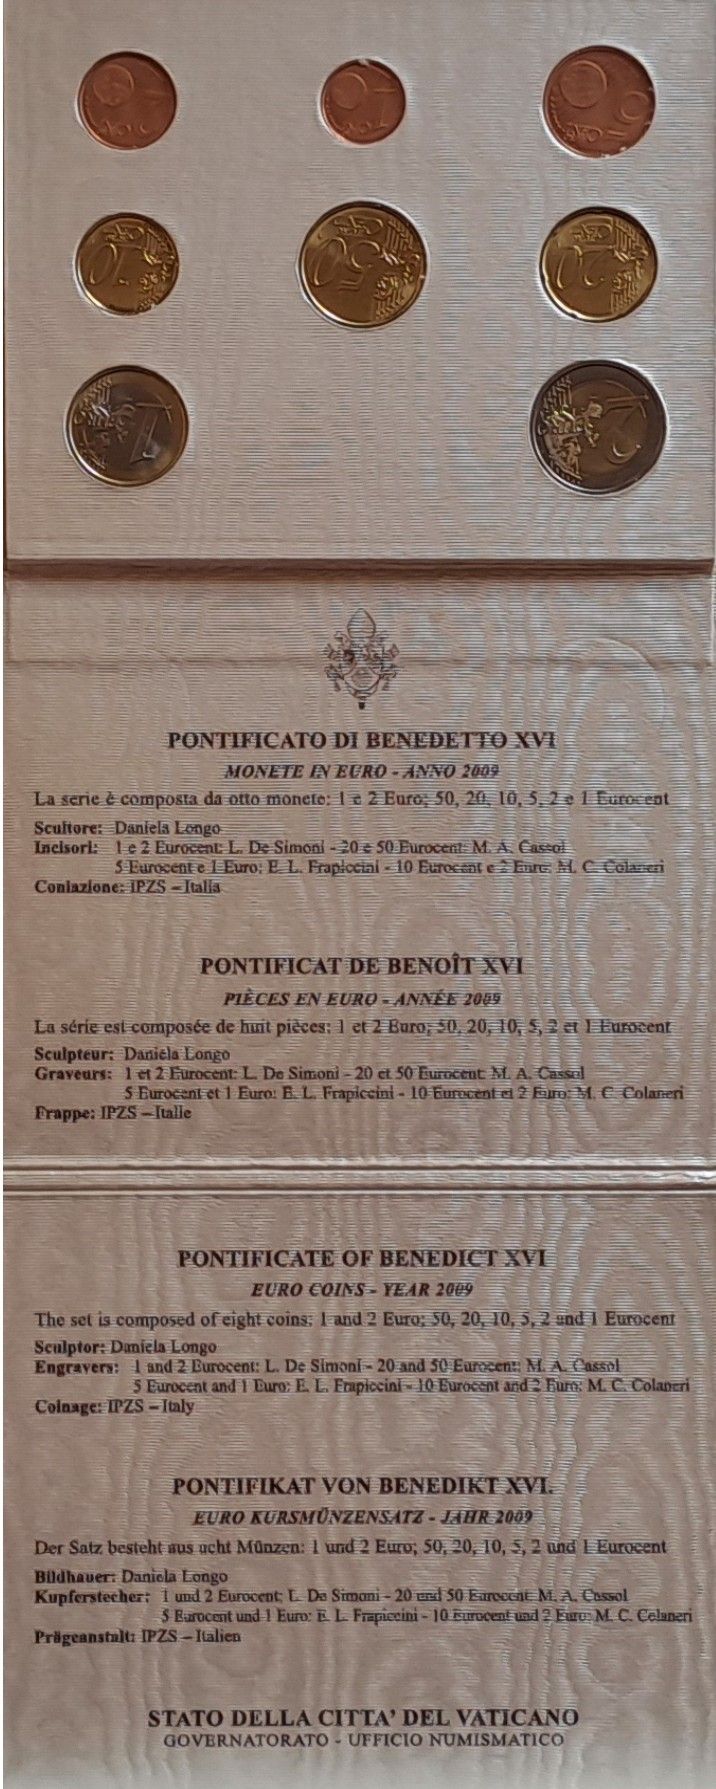 10
50
20
PONTIFICATO DI BENEDETTO XVI
MONETE IN EURO - ANNO 2009
La serie è composta da otto monete: 1 e 2 Euro; 50, 20, 10, 5, 2 e 1 Eurocent
Scultore: Daniela Longo
Incisori: 1 e 2 Eurocent: L. De Simoni - 20 e 50 Eurocent: M. A. Cassol
5 Eurocent e 1 Euro: E. L. Frapiccini - 10 Eurocent e 2 Euro: M. C. Colaneri
Coniazione: IPZS – Italia
PONTIFICAT DE BENOÎT XVI
PIÈCES EN EURO - ANNÉE 2009
La série est composée de huit pièces: 1 et 2 Euro; 50, 20, 10, 5, 2 et 1 Eurocent
Sculpteur: Daniela Longo
Graveurs: 1 et 2 Eurocent: L. De Simoni - 20 et 50 Eurocent: M. A. Cassol
5 Eurocent et 1 Euro: E. L. Frapiccini - 10 Eurocent et 2 Euro: M. C. Colaneri
Frappe: IPZS – Italie
PONTIFICATE OF BENEDICT XVI
EURO COINS - YEAR 2009
The set is composed of eight coins: 1 and 2 Euro; 50, 20, 10, 5, 2 and 1 Eurocent
Sculptor: Daniela Longo
Engravers: 1 and 2 Eurocent: L. De Simoni - 20 and 50 Eurocent: M. A. Cassol
5 Eurocent and 1 Euro: E. L. Frapiccini - 10 Eurocent and 2 Euro: M. C. Colaneri
Coinage: IPZS – Italy
PONTIFIKAT VON BENEDIKT XVI.
EURO KURSMÜNZENSATZ - JAHR 2009
Der Satz besteht aus acht Münzen: 1 und 2 Euro; 50, 20, 10, 5, 2 und 1 Eurocent
Bildhauer: Daniela Longo
Kupferstecher: 1 und 2 Eurocent: L. De Simoni - 20 und 50 Eurocent: M. A. Cassol
5 Eurocent und 1 Euro: E. L. Frapiccini - 10 Eurocent und 2 Euro: M. C. Colaneri
Prägeanstalt: IPZS – Italien
STATO DELLA CITTA' DEL VATICANO
GOVERNATORATO - UFFICIO NUMISMATICO